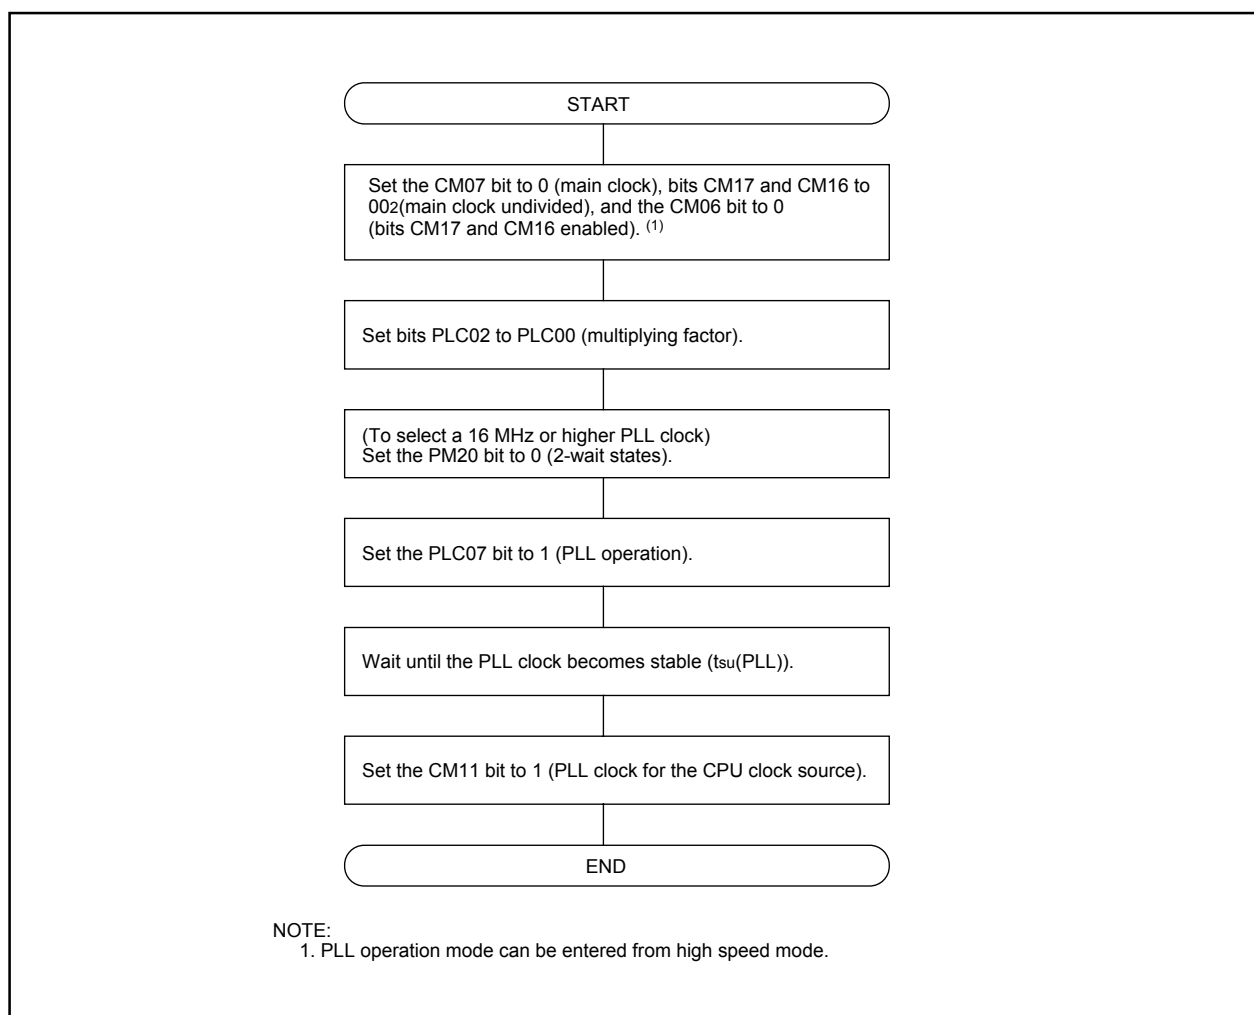 START
Set the CM07 bit to 0 (main clock), bits CM17 and CM16 to
002(main clock undivided), and the CM06 bit to 0
(bits CM17 and CM16 enabled). (1)
Set bits PLC02 to PLC00 (multiplying factor).
(To select a 16 MHz or higher PLL clock)
Set the PM20 bit to 0 (2-wait states).
Set the PLC07 bit to 1 (PLL operation).
Wait until the PLL clock becomes stable (tsu(PLL)).
Set the CM11 bit to 1 (PLL clock for the CPU clock source).
END
NOTE:
1. PLL operation mode can be entered from high speed mode.